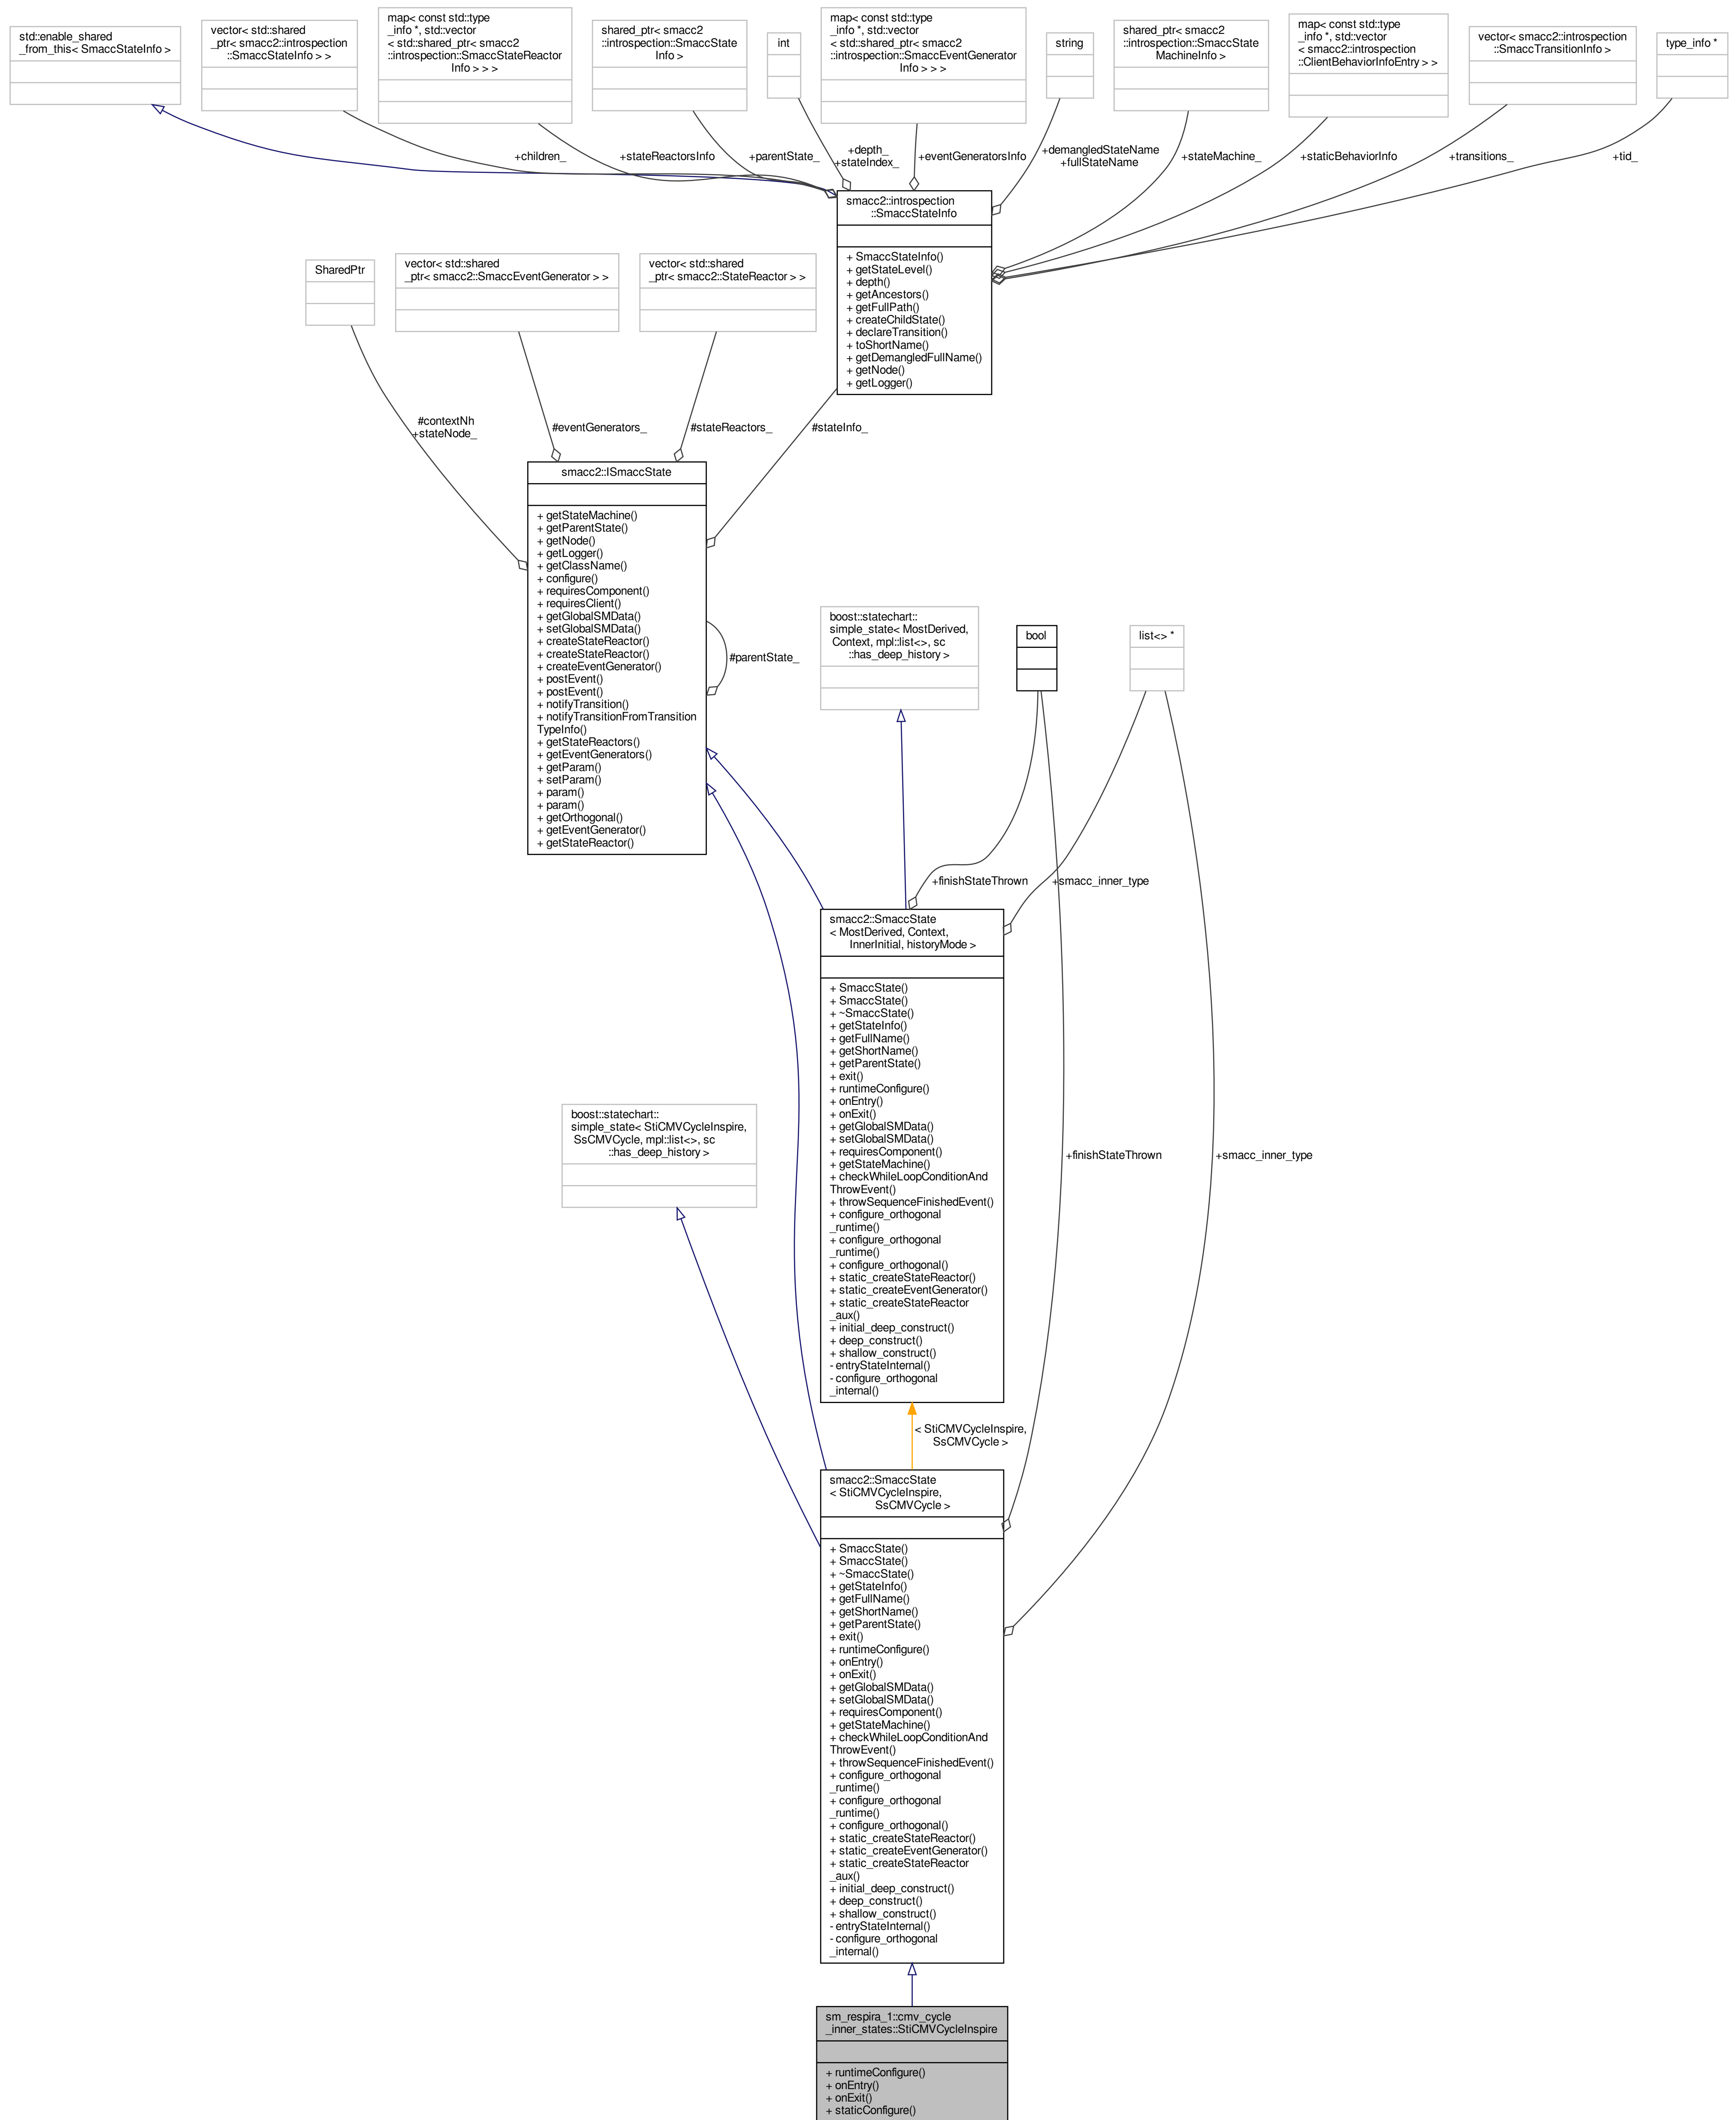 std::enable_shared
_from_this< SmaccStateInfo >
vector< std::shared
_ptr< smacc2::introspection
::SmaccStateInfo > >
map< const std::type
_info *, std::vector
< std::shared_ptr< smacc2
::introspection::SmaccStateReactor
Info > > >
shared_ptr< smacc2
::introspection::SmaccState
Info >
int
map< const std::type
_info *, std::vector
< std::shared_ptr< smacc2
::introspection::SmaccEventGenerator
Info > > >
string
shared_ptr< smacc2
::introspection::SmaccState
MachineInfo >
map< const std::type
_info *, std::vector
< smacc2::introspection
::ClientBehaviorInfoEntry > >
vector< smacc2::introspection
::SmaccTransitionInfo >
type_info *
+children_
+stateReactorsInfo
+parentState_
+depth_
+stateIndex_
+eventGeneratorsInfo
+demangledStateName
+fullStateName
+stateMachine_
+staticBehaviorInfo
+transitions_
+tid_
smacc2::introspection
::SmaccStateInfo
+ SmaccStateInfo()
+ getStateLevel()
+ depth()
+ getAncestors()
+ getFullPath()
+ createChildState()
+ declareTransition()
+ toShortName()
+ getDemangledFullName()
+ getNode()
+ getLogger()
SharedPtr
vector< std::shared
_ptr< smacc2::SmaccEventGenerator > >
vector< std::shared
_ptr< smacc2::StateReactor > >
#contextNh
+stateNode_
#eventGenerators_
#stateReactors_
#stateInfo_
smacc2::ISmaccState
+ getStateMachine()
+ getParentState()
+ getNode()
+ getLogger()
+ getClassName()
+ configure()
+ requiresComponent()
+ requiresClient()
+ getGlobalSMData()
+ setGlobalSMData()
+ createStateReactor()
+ createStateReactor()
+ createEventGenerator()
+ postEvent()
+ postEvent()
+ notifyTransition()
+ notifyTransitionFromTransition
TypeInfo()
+ getStateReactors()
+ getEventGenerators()
+ getParam()
+ setParam()
+ param()
+ param()
+ getOrthogonal()
+ getEventGenerator()
+ getStateReactor()
#parentState_
boost::statechart::
simple_state< MostDerived,
Context, mpl::list<>, sc
::has_deep_history >
bool
list<> *
+finishStateThrown
+smacc_inner_type
smacc2::SmaccState
< MostDerived, Context,
InnerInitial, historyMode >
+ SmaccState()
+ SmaccState()
+ ~SmaccState()
+ getStateInfo()
+ getFullName()
+ getShortName()
+ getParentState()
+ exit()
+ runtimeConfigure()
+ onEntry()
+ onExit()
+ getGlobalSMData()
+ setGlobalSMData()
+ requiresComponent()
+ getStateMachine()
+ checkWhileLoopConditionAnd
ThrowEvent()
+ throwSequenceFinishedEvent()
+ configure_orthogonal
_runtime()
+ configure_orthogonal
_runtime()
+ configure_orthogonal()
+ static_createStateReactor()
+ static_createEventGenerator()
+ static_createStateReactor
_aux()
+ initial_deep_construct()
+ deep_construct()
+ shallow_construct()
- entryStateInternal()
- configure_orthogonal
_internal()
boost::statechart::
simple_state< StiCMVCycleInspire,
SsCMVCycle, mpl::list<>, sc
::has_deep_history >
+finishStateThrown
+smacc_inner_type
< StiCMVCycleInspire,
SsCMVCycle >
smacc2::SmaccState
< StiCMVCycleInspire,
SsCMVCycle >
+ SmaccState()
+ SmaccState()
+ ~SmaccState()
+ getStateInfo()
+ getFullName()
+ getShortName()
+ getParentState()
+ exit()
+ runtimeConfigure()
+ onEntry()
+ onExit()
+ getGlobalSMData()
+ setGlobalSMData()
+ requiresComponent()
+ getStateMachine()
+ checkWhileLoopConditionAnd
ThrowEvent()
+ throwSequenceFinishedEvent()
+ configure_orthogonal
_runtime()
+ configure_orthogonal
_runtime()
+ configure_orthogonal()
+ static_createStateReactor()
+ static_createEventGenerator()
+ static_createStateReactor
_aux()
+ initial_deep_construct()
+ deep_construct()
+ shallow_construct()
- entryStateInternal()
- configure_orthogonal
_internal()
sm_respira_1::cmv_cycle
_inner_states::StiCMVCycleInspire
+ runtimeConfigure()
+ onEntry()
+ onExit()
+ staticConfigure()